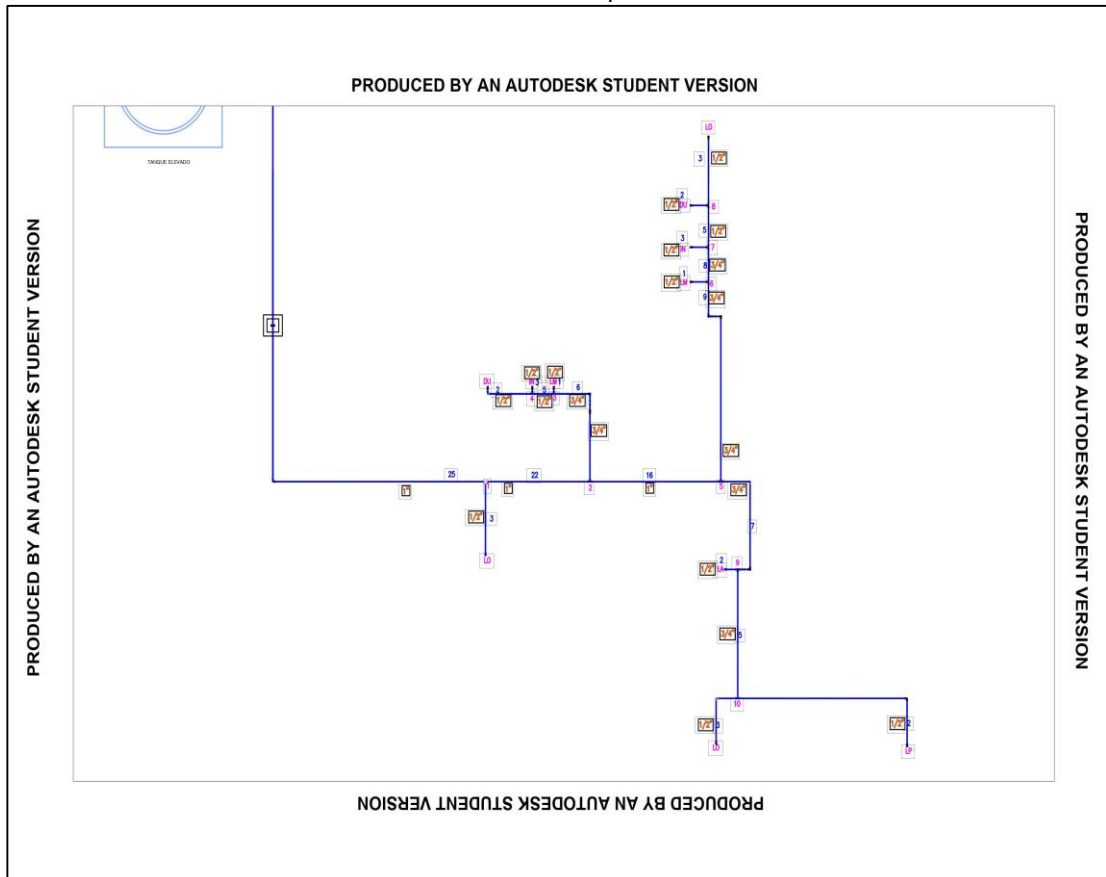 PRODUCED BY AN AUTODESK STUDENT VERSION
PRODUCED BY AN AUTODESK STUDENT VERSION
PRODUCED BY AN AUTODESK STUDENT VERSION
TANQUE ELEVADO
LO
3 1/2"
2
1/2" DU 8
5 1/2"
3
1/2" IN 7
8 3/4"
1
1/2" LM 6
9 3/4"
1/2" 1/2"
DU IN 3 LM 1 6
2 5
1/2" 4 1/2" 3 3/4"
3/4"
3/4"
25 22 16
1" 1 1" 2 1" 5 3/4"
1/2" 3
7
LO
2 9
1/2" LA
3/4" 5
10
1/2" 3 1/2" 2
LO LP
PRODUCED BY AN AUTODESK STUDENT VERSION